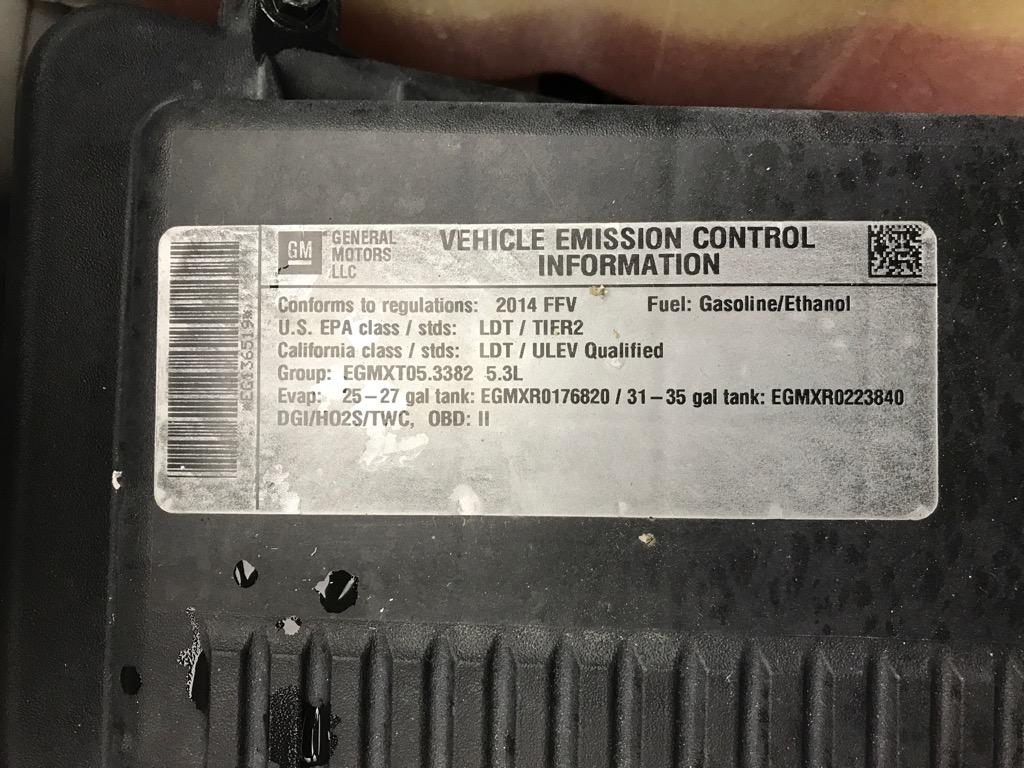 GM
GENERAL
MOTORS
LLC
VEHICLE EMISSION CONTROL
INFORMATION
Conforms to regulations: 2014 FFV Fuel: Gasoline/Ethanol
U.S. EPA class / stds: LDT / TIER2
California class / stds: LDT / ULEV Qualified
Group: EGMXT05.3382 5.3L
Evap: 25–27 gal tank: EGMXR0176820 / 31–35 gal tank: EGMXR0223840
DGI/HO2S/TWC, OBD: II
*EG136519*